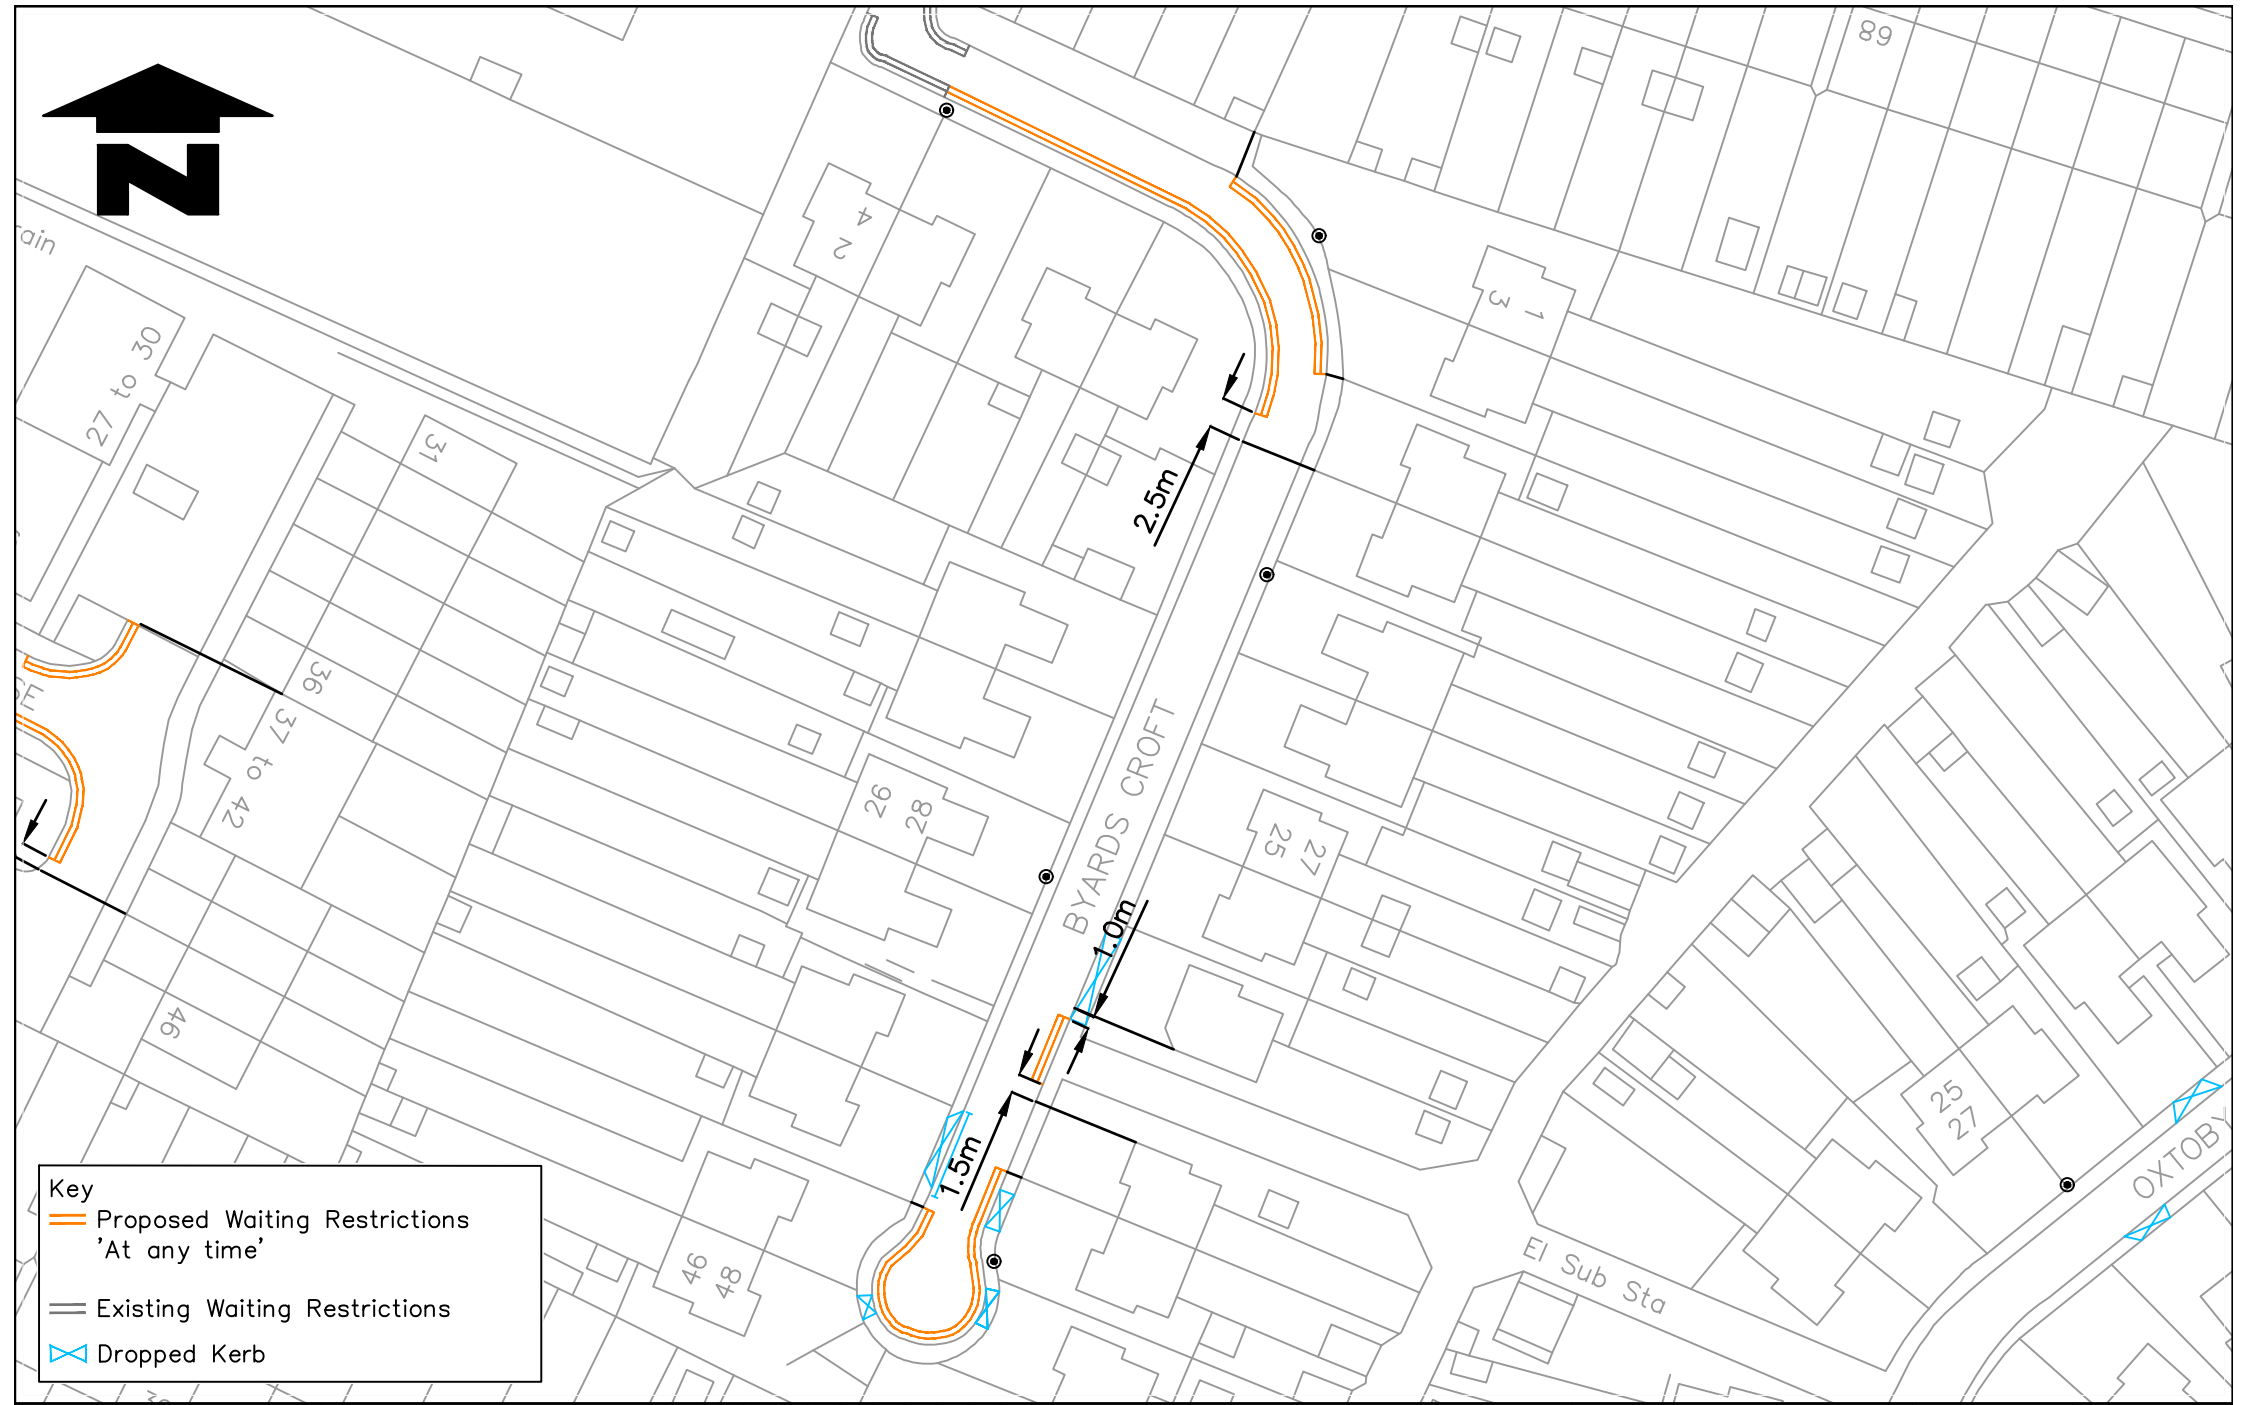 N
68
ain
4
2
1
3
27 to 30
31
2.5m
36
37 to 42
BYARDS CROFT
26
28
25
27
1.0m
46
1.5m
25
27
OXTOBY
46
48
El Sub Sta
Key
Proposed Waiting Restrictions
'At any time'
Existing Waiting Restrictions
Dropped Kerb